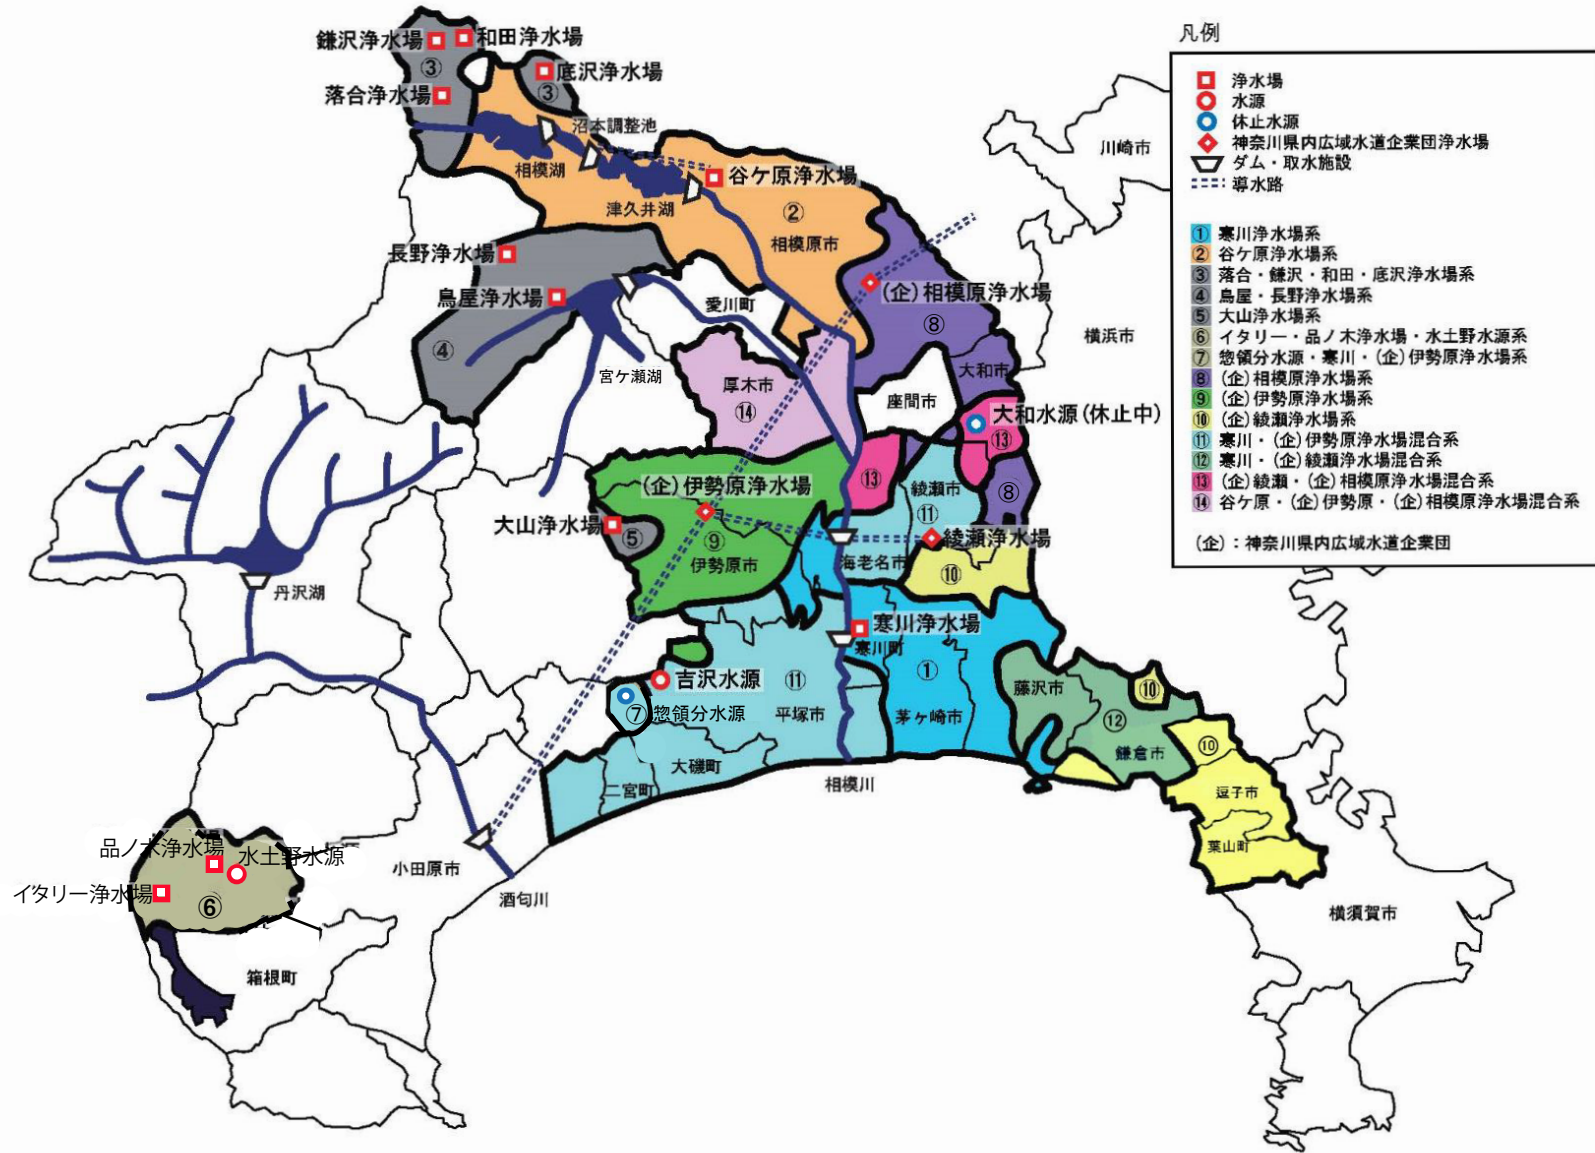 凡例
浄水場
水源
休止水源
神奈川県内広域水道企業団浄水場
ダム・取水施設
導水路
① 寒川浄水場系
② 谷ケ原浄水場系
③ 落合・鎌沢・和田・底沢浄水場系
④ 鳥屋・長野浄水場系
⑤ 大山浄水場系
⑥ イタリー・品ノ木浄水場・水土野水源系
⑦ 惣領分水源・寒川・(企)伊勢原浄水場系
⑧ (企)相模原浄水場系
⑨ (企)伊勢原浄水場系
⑩ (企)綾瀬浄水場系
⑪ 寒川・(企)伊勢原浄水場混合系
⑫ 寒川・(企)綾瀬浄水場混合系
⑬ (企)綾瀬・(企)相模原浄水場混合系
⑭ 谷ケ原・(企)伊勢原・(企)相模原浄水場混合系
(企)：神奈川県内広域水道企業団
鎌沢浄水場
和田浄水場
③
底沢浄水場
③
落合浄水場
沼本調整池
相模湖
谷ケ原浄水場
津久井湖
②
相模原市
川崎市
長野浄水場
鳥屋浄水場
愛川町
(企)相模原浄水場
⑧
横浜市
④
宮ケ瀬湖
厚木市
⑭
大和市
座間市
大和水源(休止中)
⑬
⑬
(企)伊勢原浄水場
綾瀬市
⑧
⑪
大山浄水場
⑤
⑨
伊勢原市
綾瀬浄水場
海老名市
⑩
丹沢湖
寒川浄水場
寒川町
吉沢水源
⑪
①
⑦
惣領分水源
平塚市
茅ケ崎市
藤沢市
⑩
⑫
鎌倉市
⑩
大磯町
二宮町
相模川
逗子市
葉山町
品ノ木浄水場
水土野水源
イタリー浄水場
⑥
小田原市
酒匂川
横須賀市
箱根町